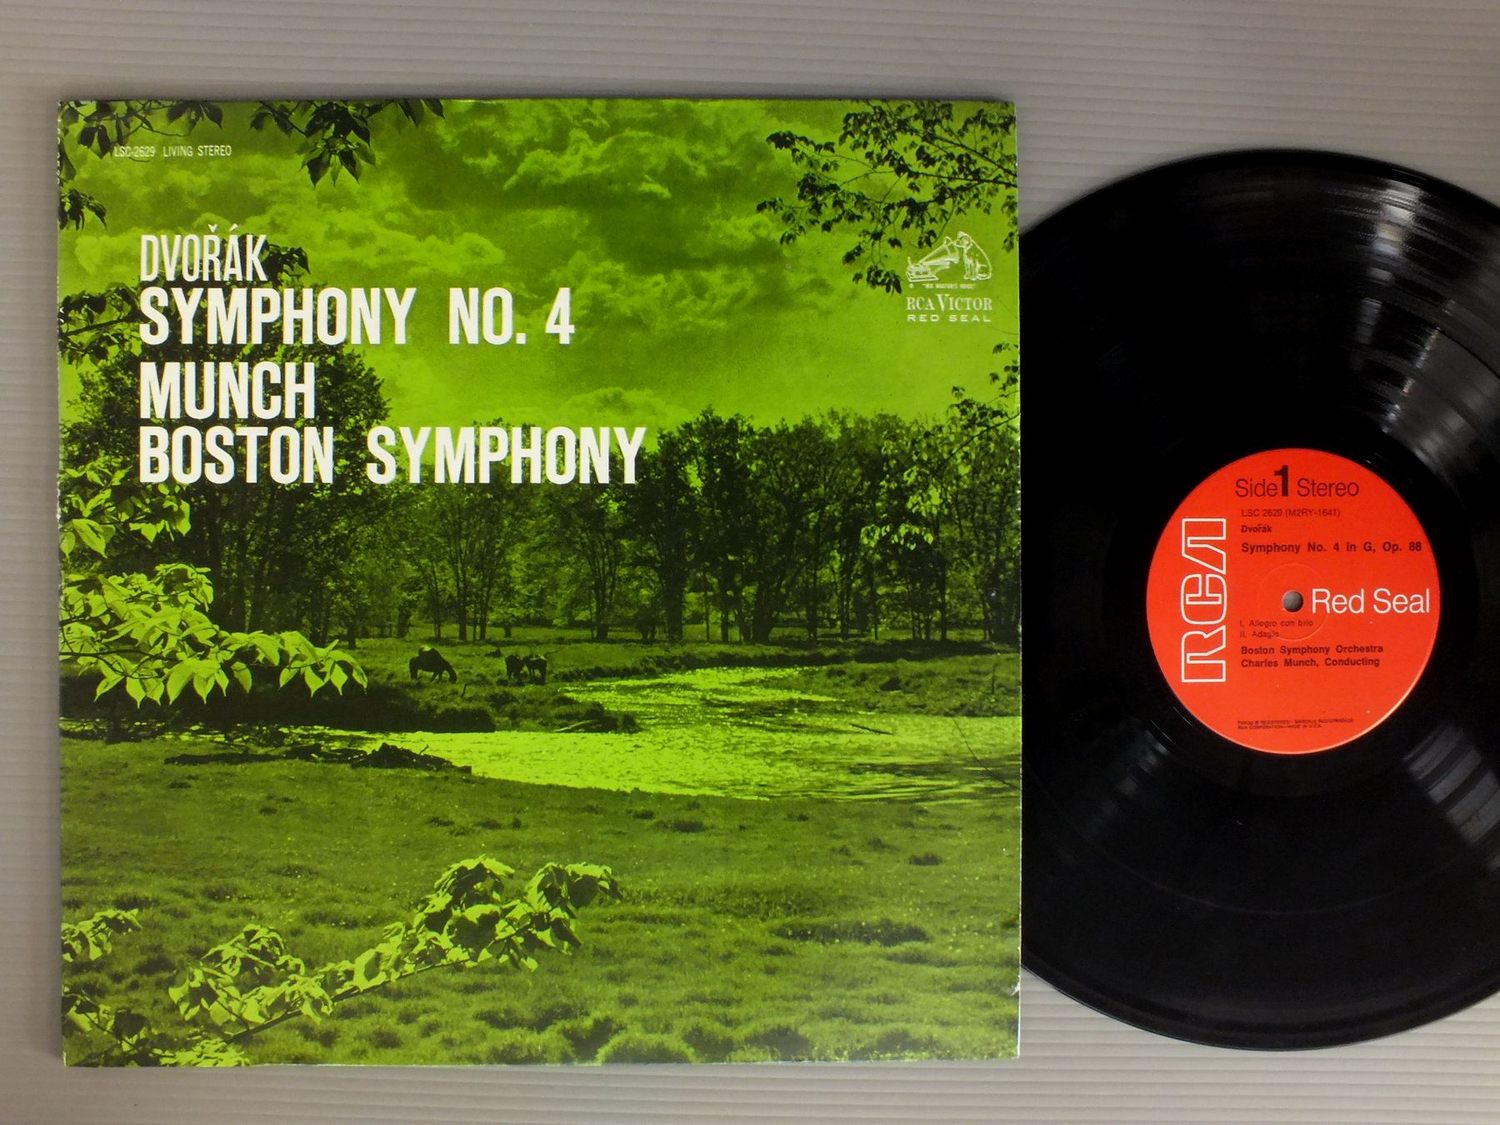 LSC-2629 LIVING STEREO
DVOŘÁK
SYMPHONY NO. 4
MUNCH
BOSTON SYMPHONY
"HIS MASTER'S VOICE"
RCA VICTOR
RED SEAL
Side 1 Stereo
LSC 2629 (M2RY-1641)
Dvořák
Symphony No. 4 in G, Op. 88
RCA
Red Seal
I. Allegro con brio
II. Adagio
Boston Symphony Orchestra
Charles Munch, Conducting